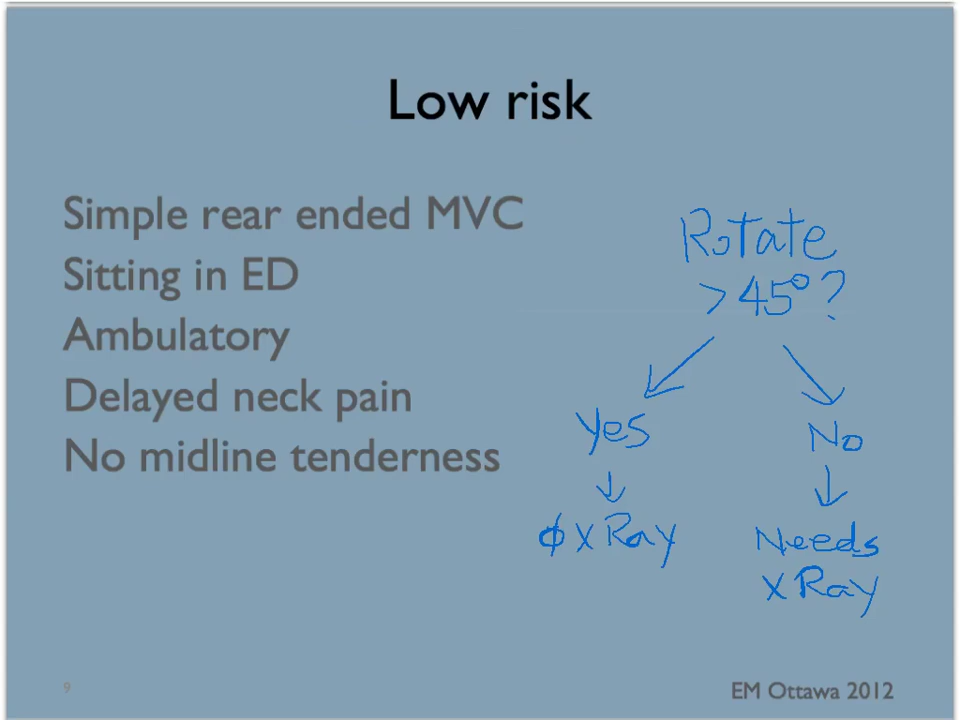 Low risk
Simple rear ended MVC
Sitting in ED
Ambulatory
Delayed neck pain
No midline tenderness
Rotate
> 45° ?
Yes
No
ϕ X Ray
Needs
X Ray
9
EM Ottawa 2012